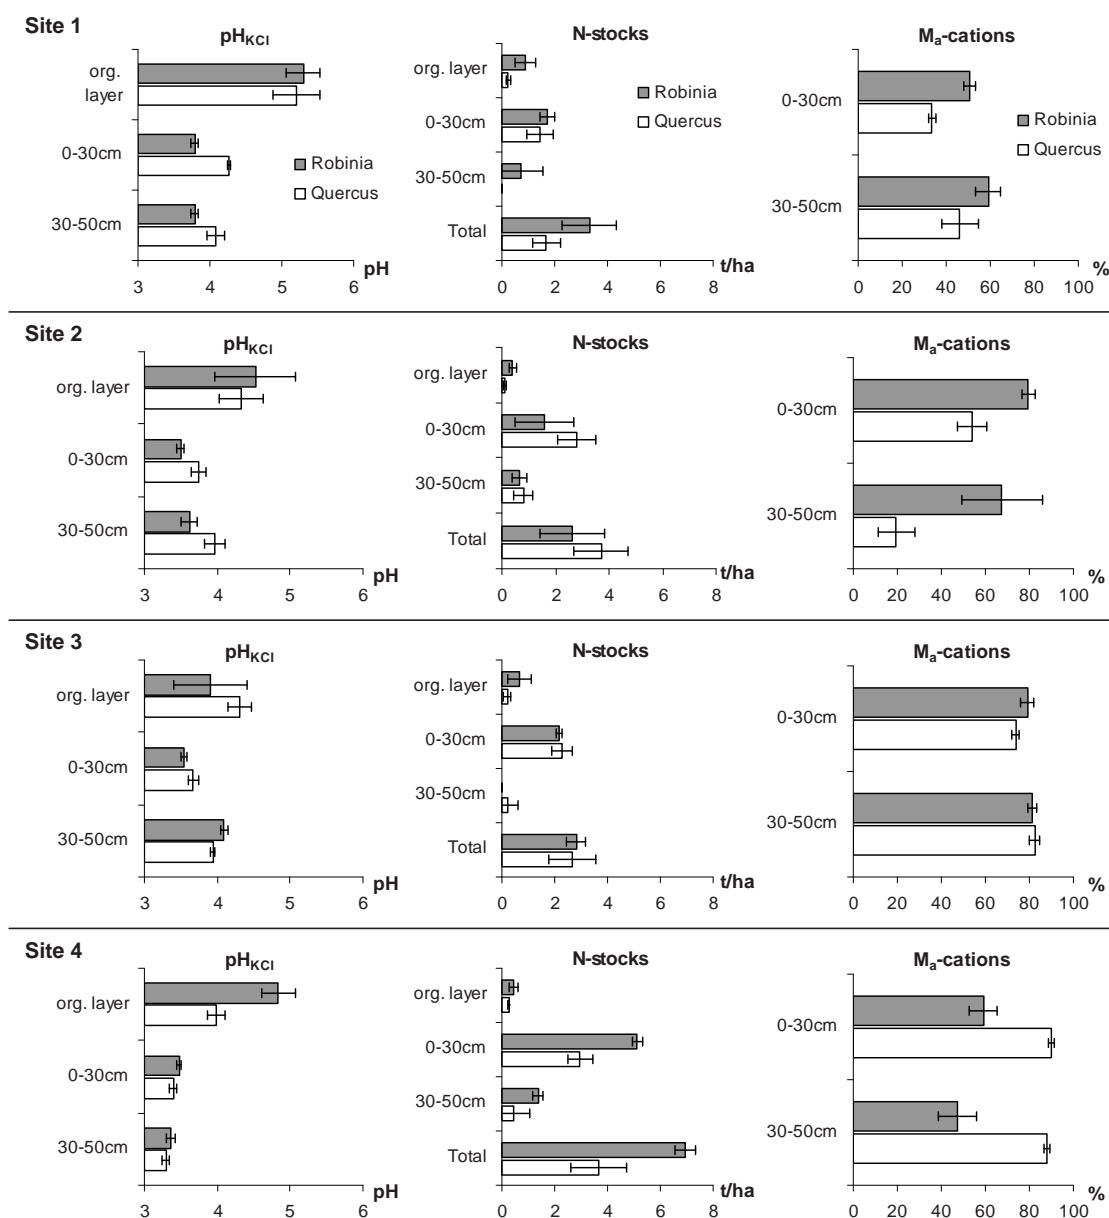 Site 1
pH_KCl
org.
layer
0-30cm
30-50cm
Robinia
Quercus
pH
3 4 5 6
N-stocks
org. layer
0-30cm
30-50cm
Total
Robinia
Quercus
t/ha
0 2 4 6 8
M_a-cations
0-30cm
30-50cm
Robinia
Quercus
%
0 20 40 60 80 100
Site 2
pH_KCl
org. layer
0-30cm
30-50cm
pH
3 4 5 6
N-stocks
org. layer
0-30cm
30-50cm
Total
t/ha
0 2 4 6 8
M_a-cations
0-30cm
30-50cm
%
0 20 40 60 80 100
Site 3
pH_KCl
org. layer
0-30cm
30-50cm
pH
3 4 5 6
N-stocks
org. layer
0-30cm
30-50cm
Total
t/ha
0 2 4 6 8
M_a-cations
0-30cm
30-50cm
%
0 20 40 60 80 100
Site 4
pH_KCl
org. layer
0-30cm
30-50cm
pH
3 4 5 6
N-stocks
org. layer
0-30cm
30-50cm
Total
t/ha
0 2 4 6 8
M_a-cations
0-30cm
30-50cm
%
0 20 40 60 80 100